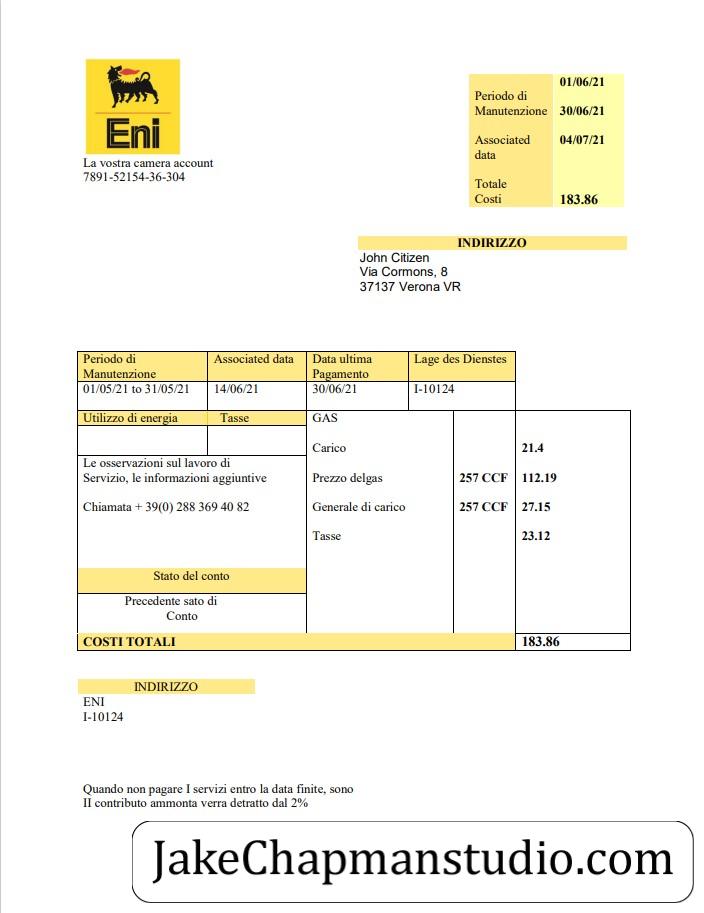 Eni
La vostra camera account
7891-52154-36-304
01/06/21
Periodo di
Manutenzione 30/06/21
Associated 04/07/21
data
Totale
Costi 183.86
INDIRIZZO
John Citizen
Via Cormons, 8
37137 Verona VR
Periodo di Associated data Data ultima Lage des Dienstes
Manutenzione Pagamento
01/05/21 to 31/05/21 14/06/21 30/06/21 I-10124
Utilizzo di energia Tasse GAS
Carico 21.4
Le osservazioni sul lavoro di
Servizio, le informazioni aggiuntive Prezzo delgas 257 CCF 112.19
Chiamata + 39(0) 288 369 40 82 Generale di carico 257 CCF 27.15
Tasse 23.12
Stato del conto
Precedente sato di
Conto
COSTI TOTALI 183.86
INDIRIZZO
ENI
I-10124
Quando non pagare I servizi entro la data finite, sono
II contributo ammonta verra detratto dal 2%
JakeChapmanstudio.com